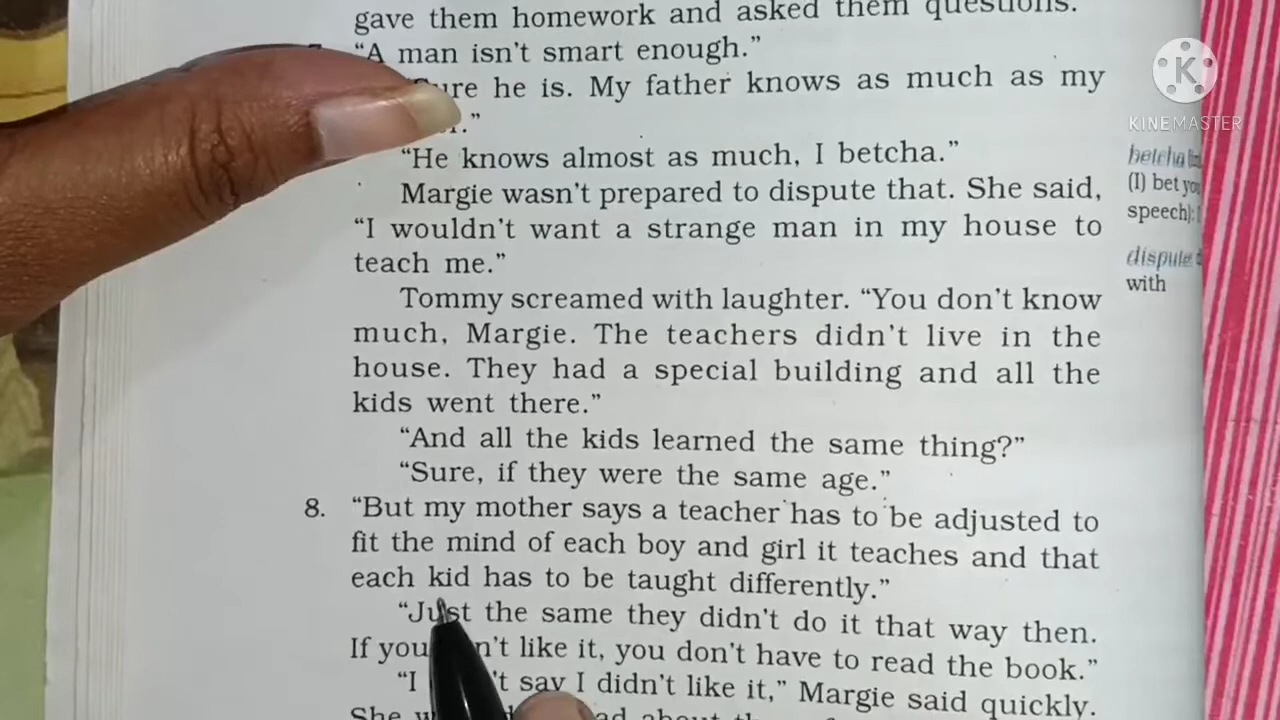 gave them homework and asked them questions."
"A man isn't smart enough."
he is. My father knows as much as my
"He knows almost as much, I betcha."
Margie wasn't prepared to dispute that. She said,
"I wouldn't want a strange man in my house to
teach me."
Tommy screamed with laughter. "You don't know
much, Margie. The teachers didn't live in the
house. They had a special building and all the
kids went there."
"And all the kids learned the same thing?"
"Sure, if they were the same age."
8. "But my mother says a teacher has to be adjusted to
fit the mind of each boy and girl it teaches and that
each kid has to be taught differently."
"Just the same they didn't do it that way then.
If you like it, you don't have to read the book."
"I say I didn't like it," Margie said quickly.
She
KINEMASTER
betcha
(I) bet you
speech):
dispute
with